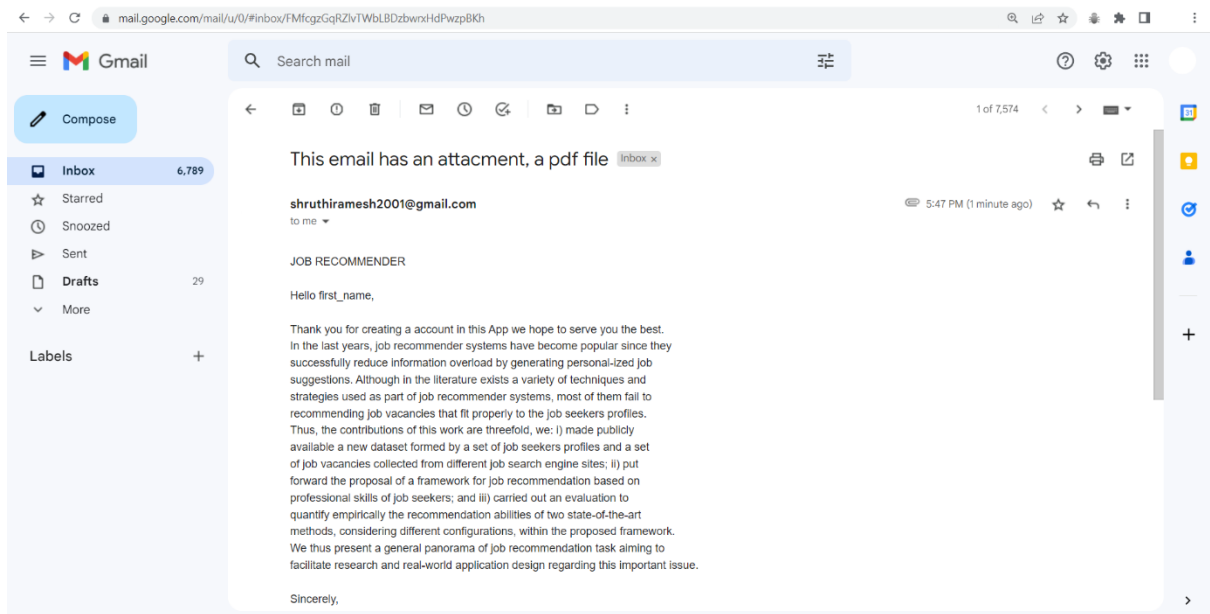 mail.google.com/mail/u/0/#inbox/FMfcgzGqRZlvTWbLBDzbwrxHdPwzpBKh
Gmail
Search mail
Compose
1 of 7,574
31
This email has an attacment, a pdf file Inbox x
Inbox 6,789
Starred
Snoozed
Sent
Drafts 29
More
Labels
shruthiramesh2001@gmail.com 5:47 PM (1 minute ago)
to me
JOB RECOMMENDER
Hello first_name,
Thank you for creating a account in this App we hope to serve you the best.
In the last years, job recommender systems have become popular since they
successfully reduce information overload by generating personal-ized job
suggestions. Although in the literature exists a variety of techniques and
strategies used as part of job recommender systems, most of them fail to
recommending job vacancies that fit properly to the job seekers profiles.
Thus, the contributions of this work are threefold, we: i) made publicly
available a new dataset formed by a set of job seekers profiles and a set
of job vacancies collected from different job search engine sites; ii) put
forward the proposal of a framework for job recommendation based on
professional skills of job seekers; and iii) carried out an evaluation to
quantify empirically the recommendation abilities of two state-of-the-art
methods, considering different configurations, within the proposed framework.
We thus present a general panorama of job recommendation task aiming to
facilitate research and real-world application design regarding this important issue.
Sincerely,